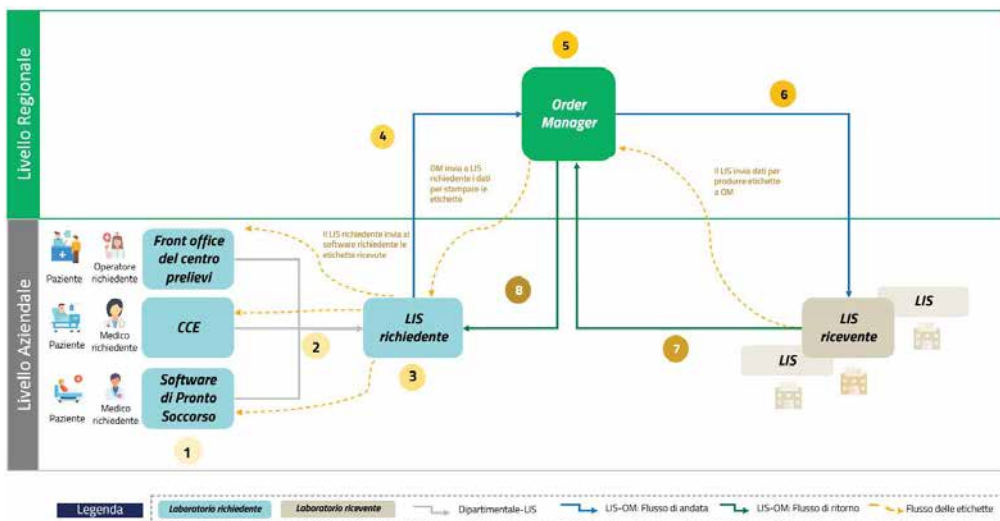 Livello Regionale
5
Order
Manager
6
4
OM invia a LIS
richiedente i dati
per stampare le
etichette
Il LIS invia dati per
produrre etichette
a OM
Livello Aziendale
Il LIS richiedente invia al
software richiedente le
etichette ricevute
Paziente
Operatore
richiedente
Front office
del centro
prelievi
Paziente
Medico
richiedente
CCE
2
LIS
richiedente
8
3
7
LIS
LIS
ricevente
LIS
Paziente
Medico
richiedente
Software
di Pronto
Soccorso
1
Legenda
Laboratorio richiedente
Laboratorio ricevente
Dipartimentale-LIS
LIS-OM: Flusso di andata
LIS-OM: Flusso di ritorno
Flusso delle etichette